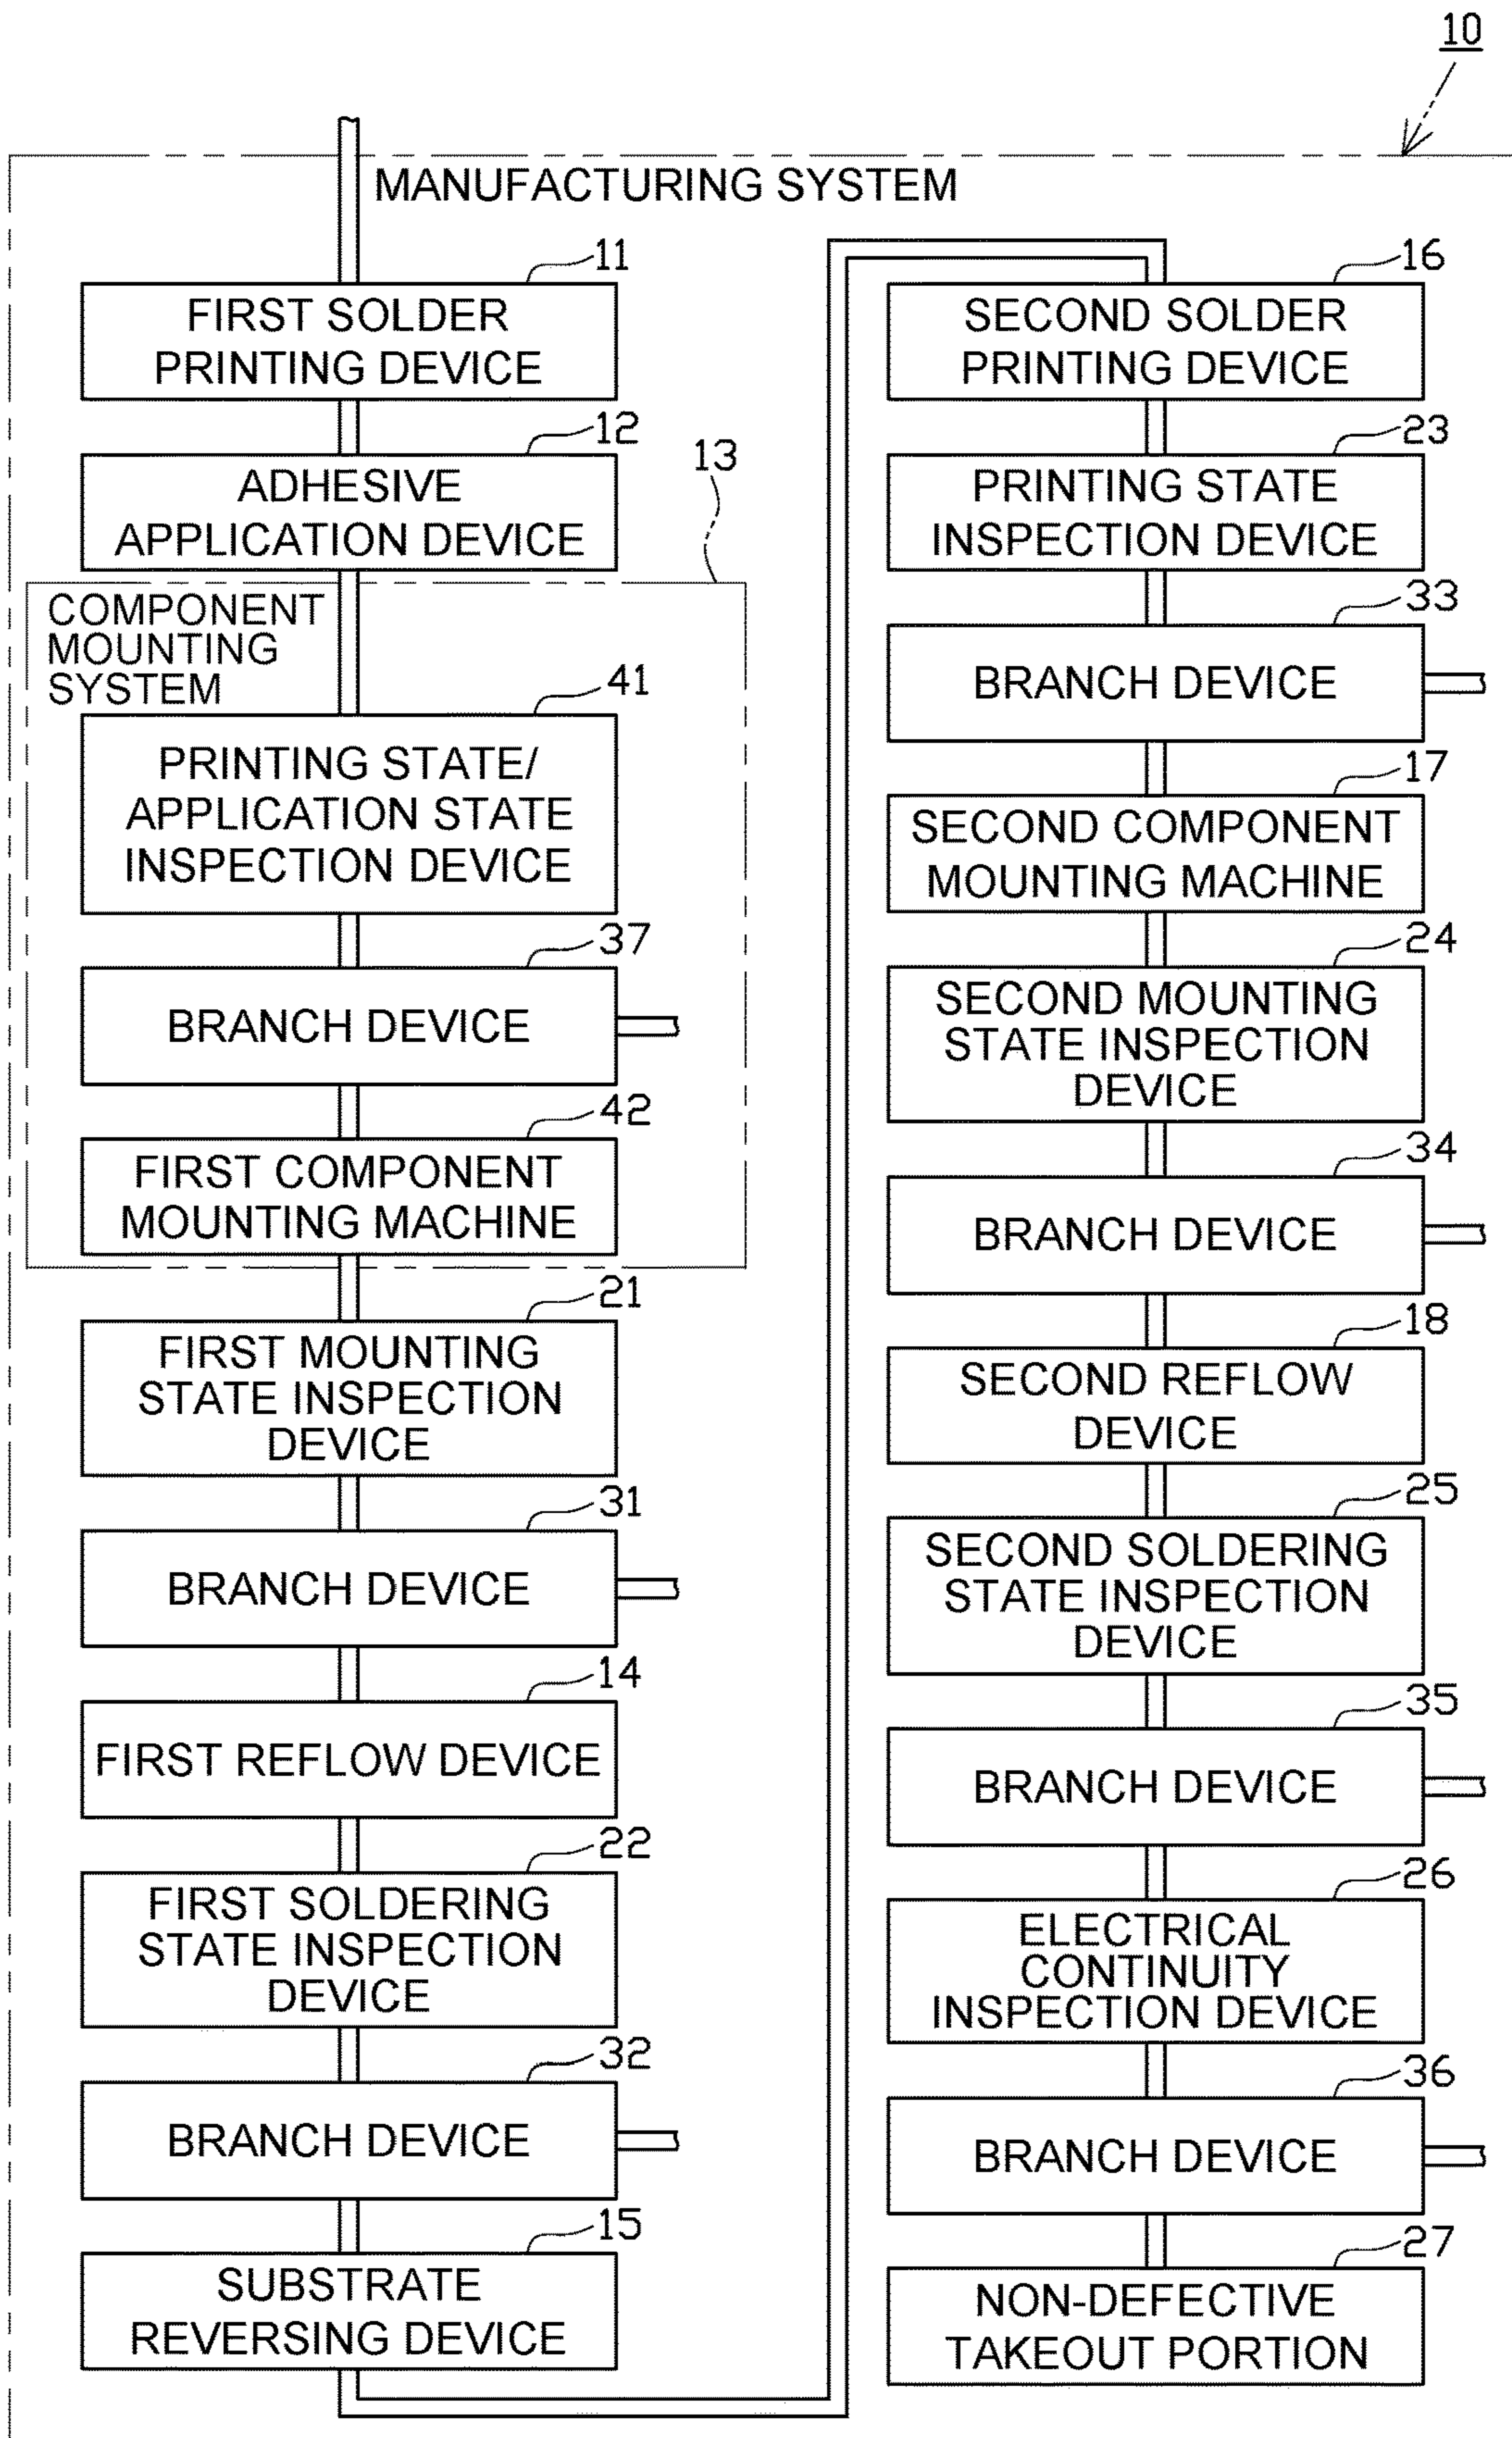 10
MANUFACTURING SYSTEM
11
FIRST SOLDER
PRINTING DEVICE
12
ADHESIVE
APPLICATION DEVICE
13
COMPONENT
MOUNTING
SYSTEM
41
PRINTING STATE/
APPLICATION STATE
INSPECTION DEVICE
37
BRANCH DEVICE
42
FIRST COMPONENT
MOUNTING MACHINE
21
FIRST MOUNTING
STATE INSPECTION
DEVICE
31
BRANCH DEVICE
14
FIRST REFLOW DEVICE
22
FIRST SOLDERING
STATE INSPECTION
DEVICE
32
BRANCH DEVICE
15
SUBSTRATE
REVERSING DEVICE
16
SECOND SOLDER
PRINTING DEVICE
23
PRINTING STATE
INSPECTION DEVICE
33
BRANCH DEVICE
17
SECOND COMPONENT
MOUNTING MACHINE
24
SECOND MOUNTING
STATE INSPECTION
DEVICE
34
BRANCH DEVICE
18
SECOND REFLOW
DEVICE
25
SECOND SOLDERING
STATE INSPECTION
DEVICE
35
BRANCH DEVICE
26
ELECTRICAL
CONTINUITY
INSPECTION DEVICE
36
BRANCH DEVICE
27
NON-DEFECTIVE
TAKEOUT PORTION